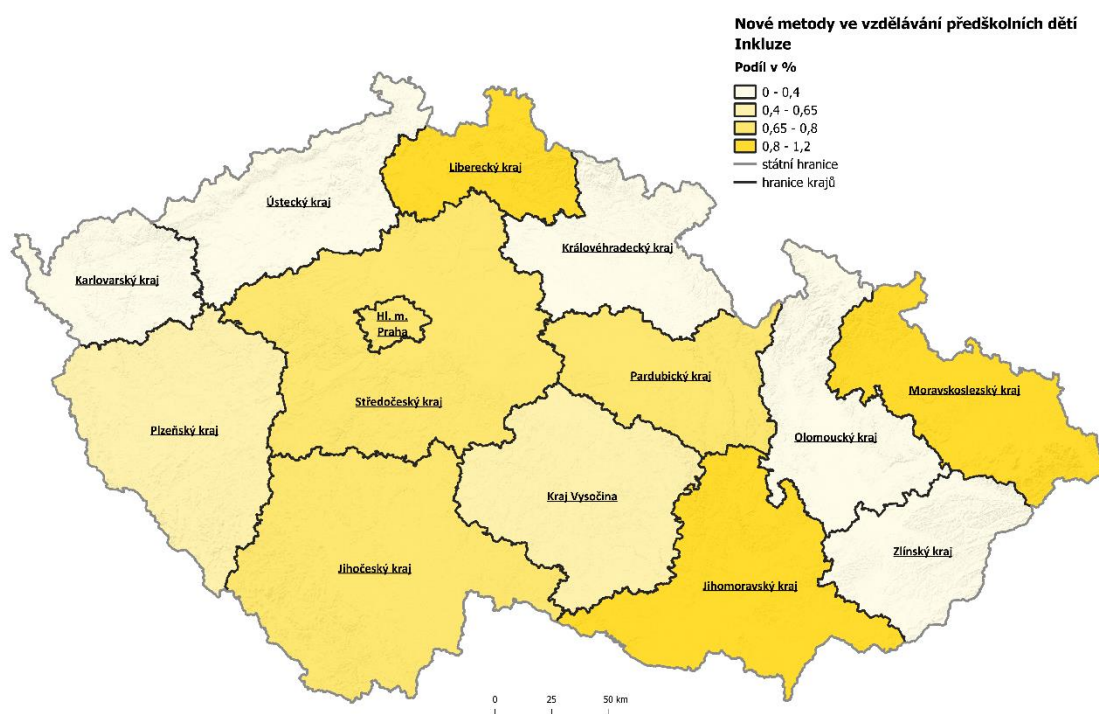 Nové metody ve vzdělávání předškolních dětí
Inkluze
Podíl v %
0 - 0,4
0,4 - 0,65
0,65 - 0,8
0,8 - 1,2
státní hranice
hranice krajů
Liberecký kraj
Ústecký kraj
Královéhradecký kraj
Karlovarský kraj
Hl. m.
Praha
Pardubický kraj
Moravskoslezský kraj
Středočeský kraj
Plzeňský kraj
Olomoucký kraj
Kraj Vysočina
Zlínský kraj
Jihočeský kraj
Jihomoravský kraj
0 25 50 km